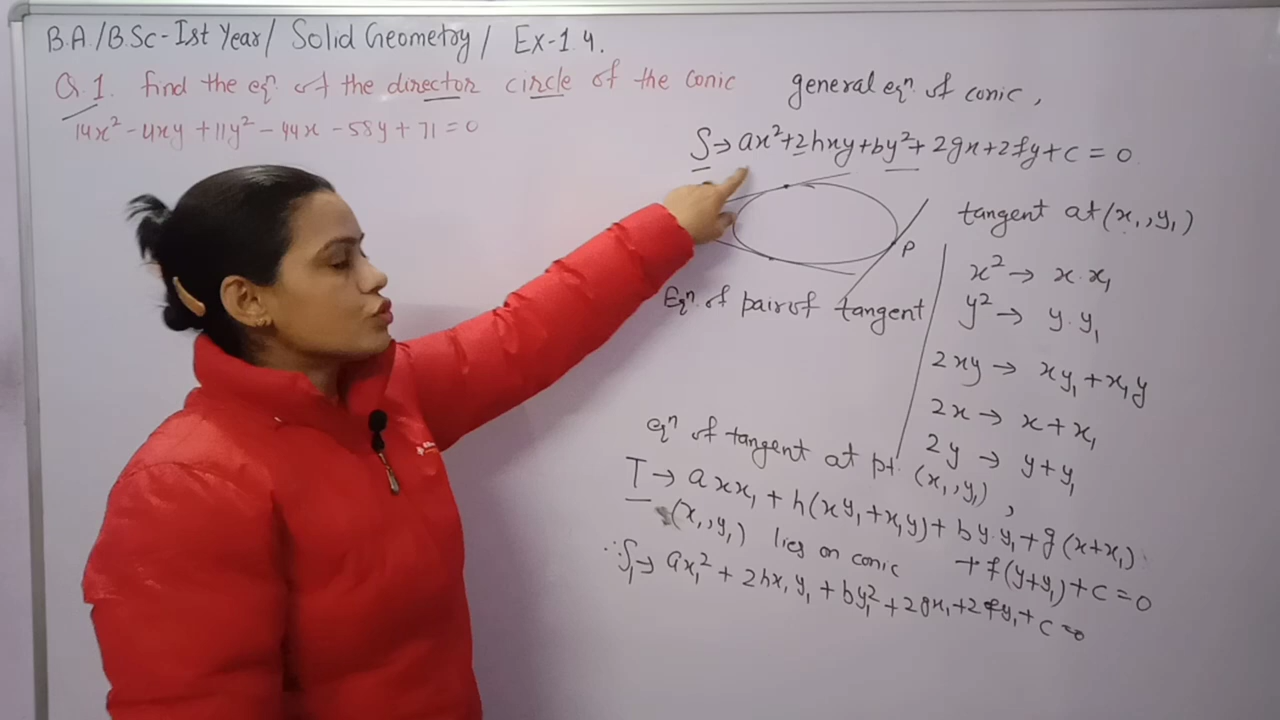 B.A./B.Sc-Ist Year/ Solid Geometry/ Ex-1.4.
Q.1. find the eqⁿ of the director circle of the conic
14x² - 4xy + 11y² - 44x - 58y + 71 = 0
general eqⁿ of conic,
S → ax² + 2hxy + by² + 2gx + 2fy + c = 0
P
Eqⁿ. of pair of tangent
tangent at (x₁, y₁)
x² → x.x₁
y² → y.y₁
2xy → xy₁ + x₁y
2x → x + x₁
2y → y + y₁
eqⁿ of tangent at pt. (x₁, y₁),
T → axx₁ + h(xy₁ + x₁y) + by.y₁ + g(x + x₁)
+ f(y + y₁) + c = 0
(x₁, y₁) lies on conic
∴ S₁ → ax₁² + 2hx₁y₁ + by₁² + 2gx₁ + 2fy₁ + c = 0